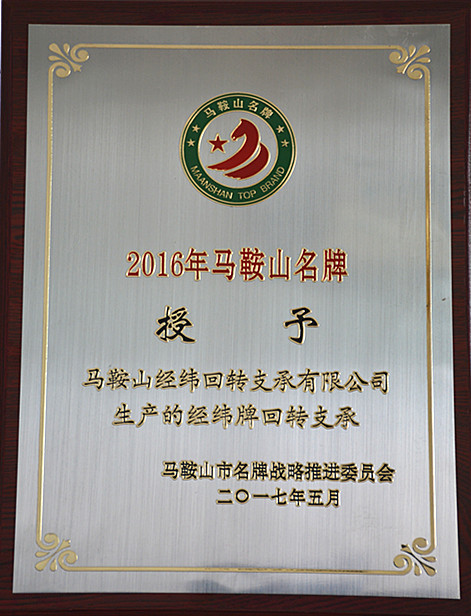 马鞍山名牌
MAANSHAN TOP BRAND
2016年马鞍山名牌
授 予
马鞍山经纬回转支承有限公司
生产的经纬牌回转支承
马鞍山市名牌战略推进委员会
二〇一七年五月